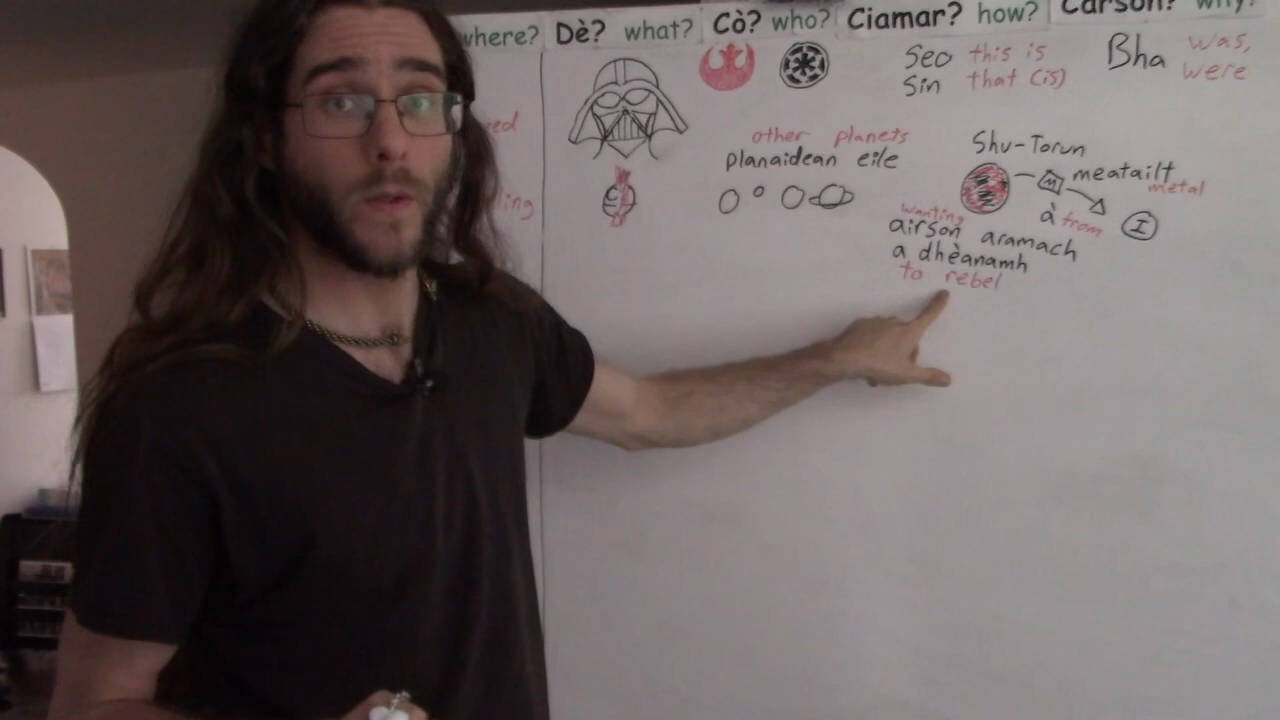 where? Dè? what? Cò? who? Ciamar? how? Carson? why?
Seo this is
Sin that (is)
Bha was,
were
other planets
planaidean eile
Shu-Torun
meatailt
metal
m
à from
I
wanting
airson aramach
a dhèanamh
to rebel